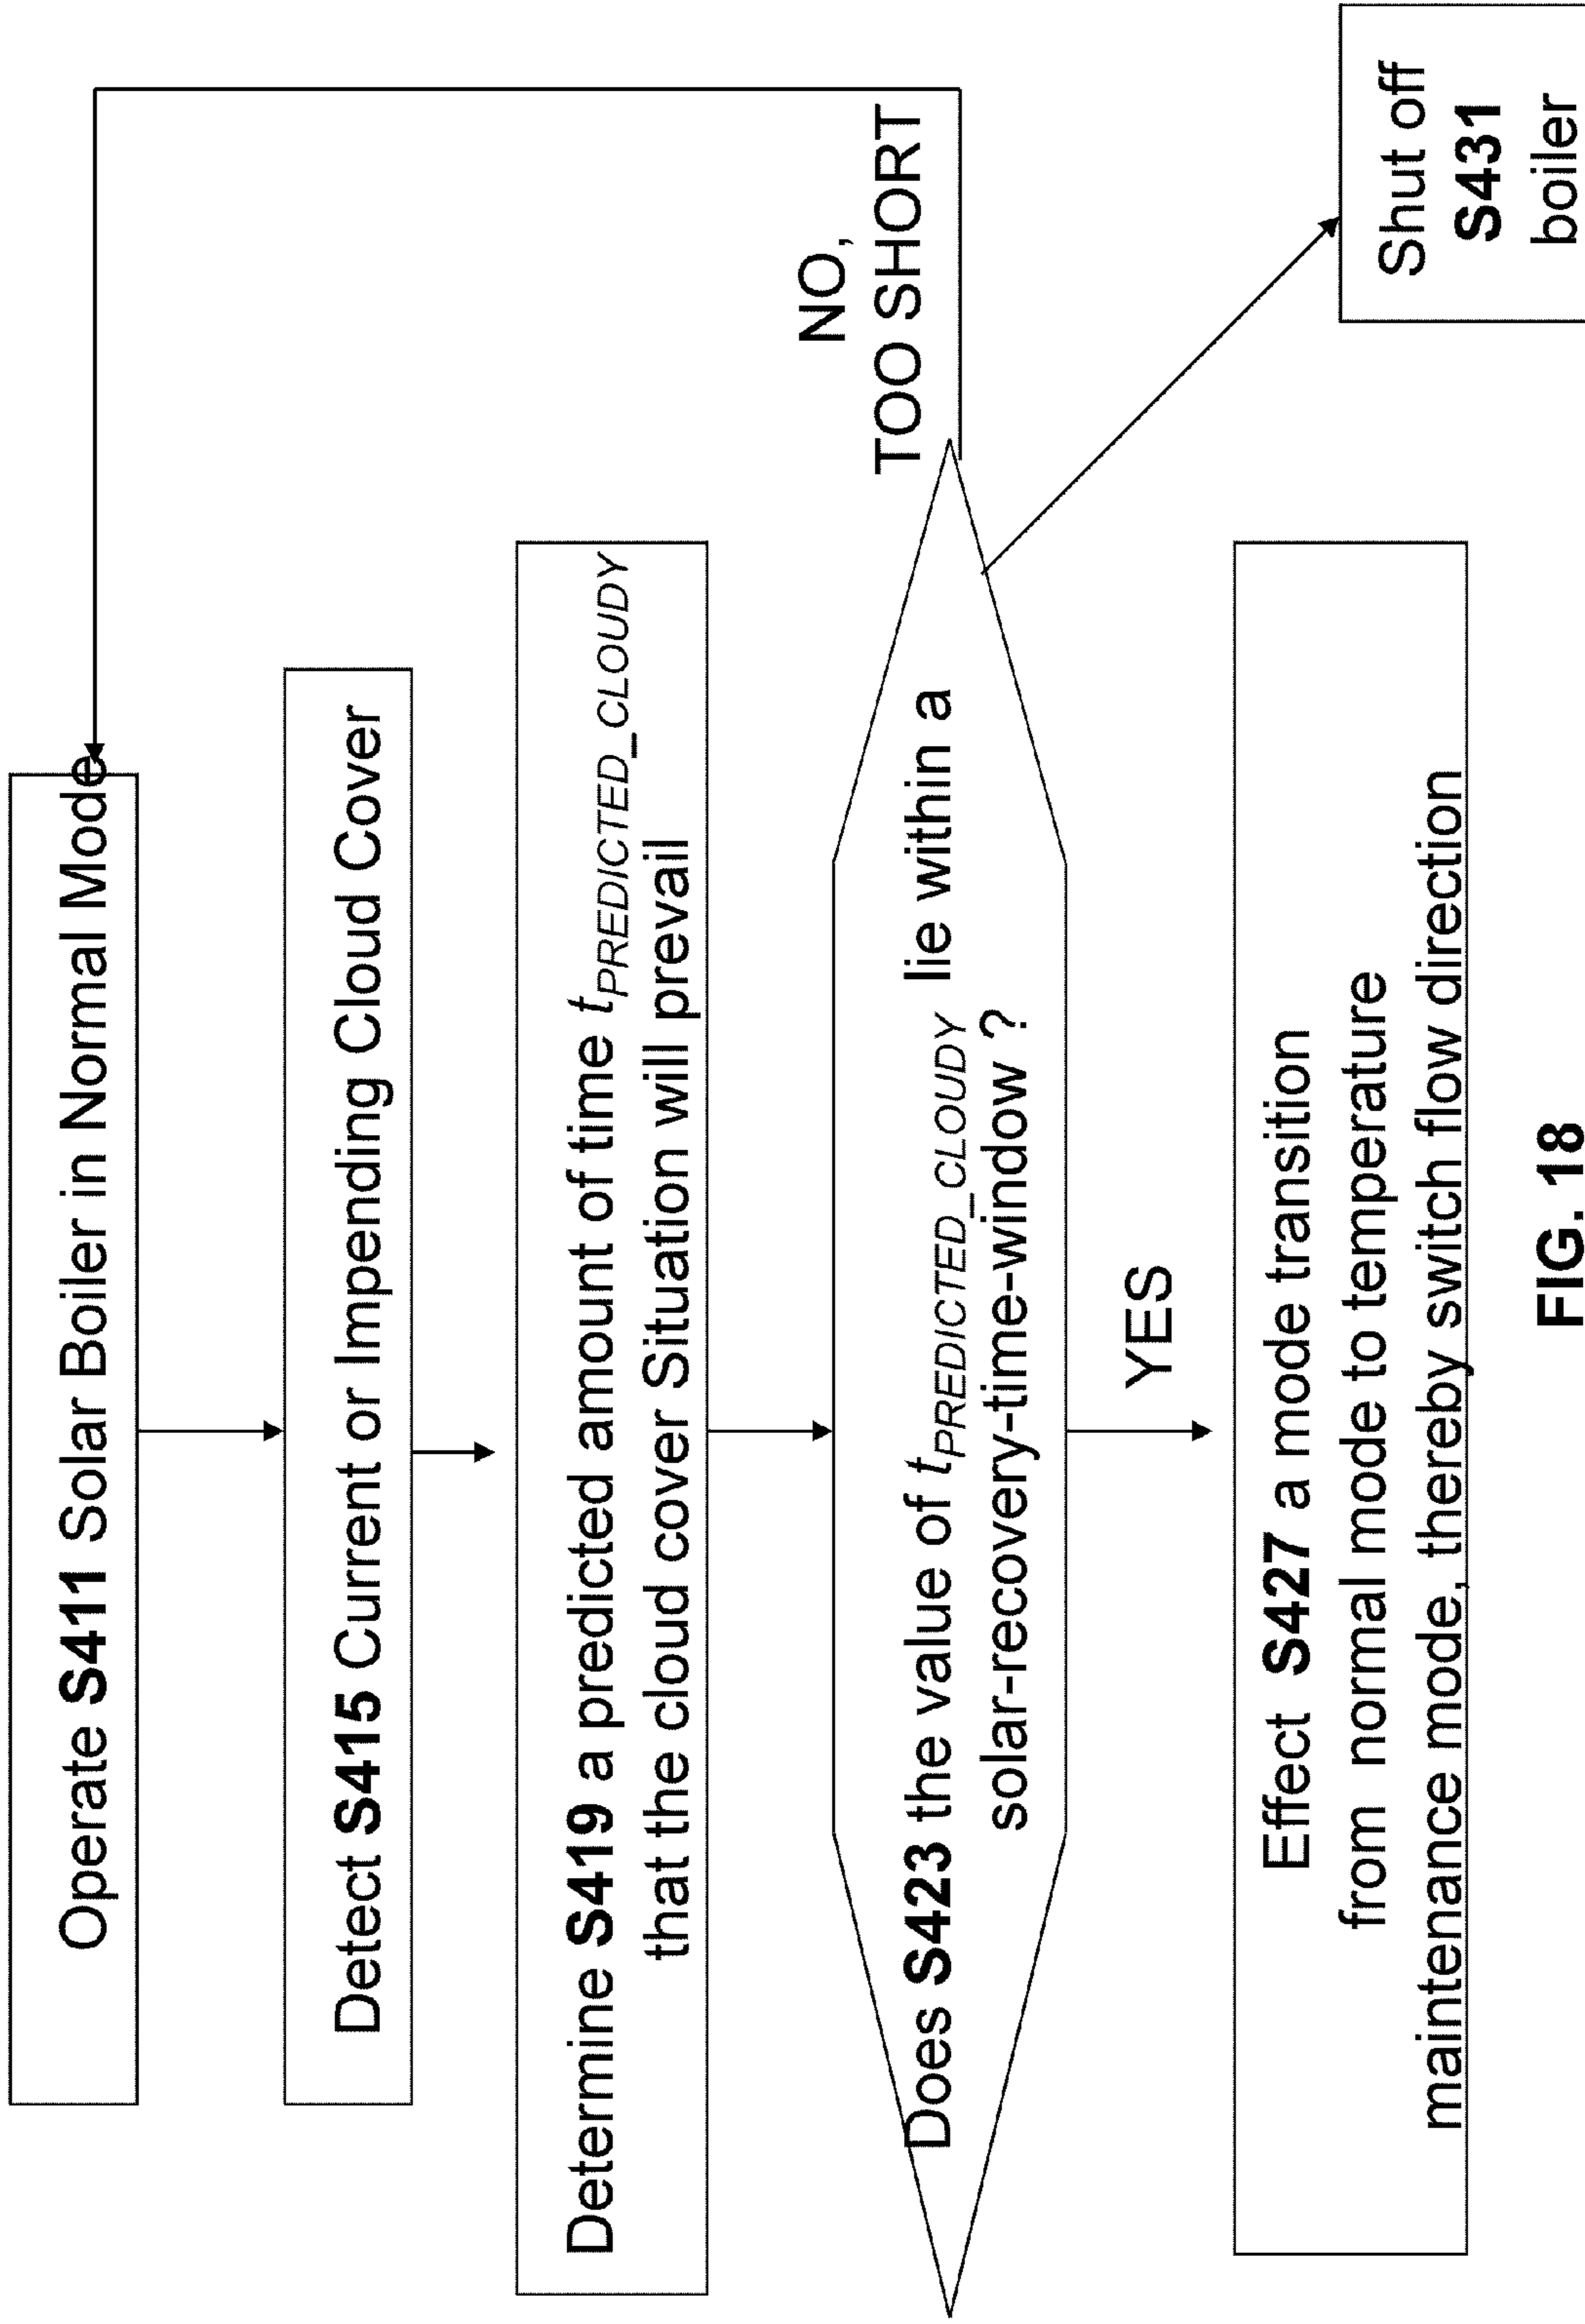 Operate S411 Solar Boiler in Normal Mode
Detect S415 Current or Impending Cloud Cover
Determine S419 a predicted amount of time tPREDICTED_CLOUDY
that the cloud cover Situation will prevail
Does S423 the value of tPREDICTED_CLOUDY lie within a
solar-recovery-time-window ?
NO,
TOO SHORT
YES
Effect S427 a mode transition
from normal mode to temperature
maintenance mode, thereby switch flow direction
Shut off
S431
boiler
FIG. 18